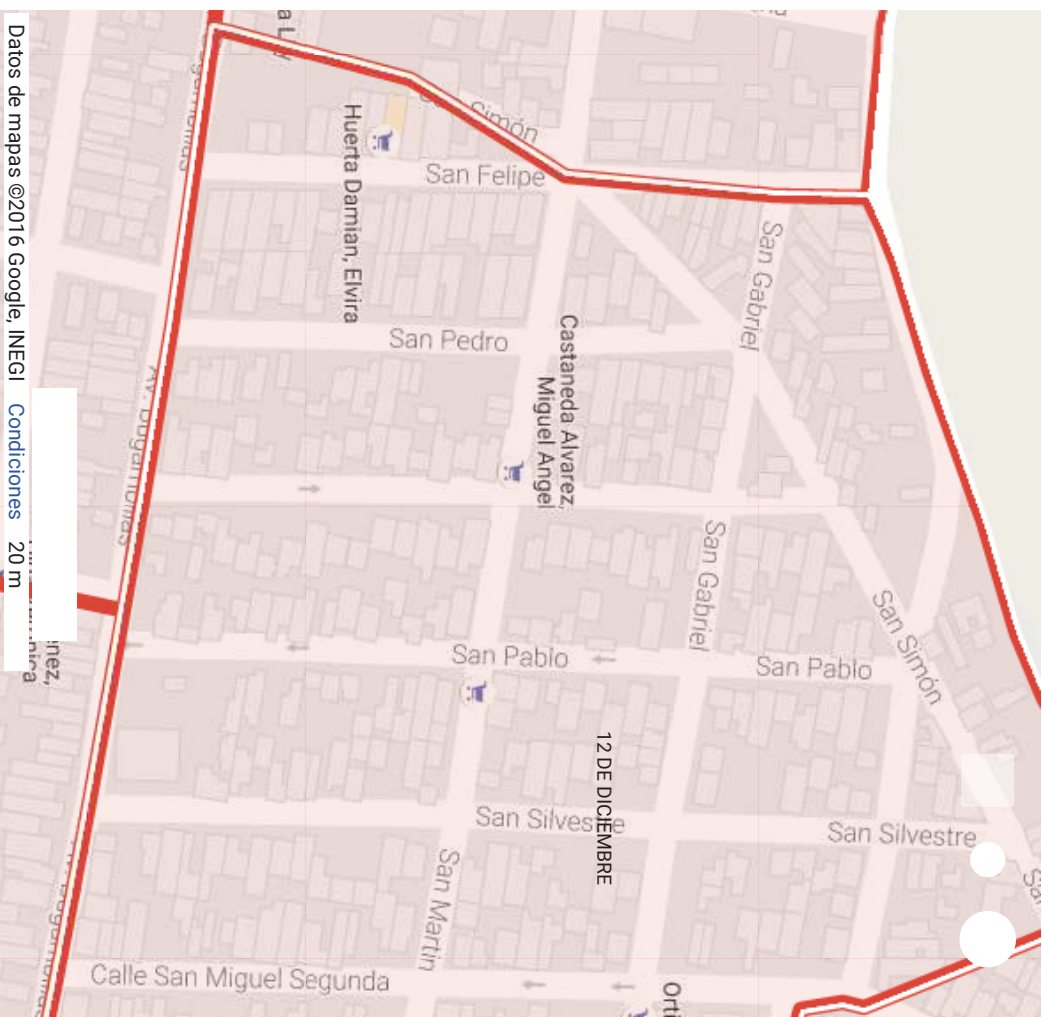 Simón
San Felipe
Huerta Damian, Elvira
San Gabriel
San Pedro
Castaneda Alvarez,
Miguel Angel
Av. Bugambilias
San Gabriel
San Simón
San Pablo
San Pablo
12 DE DICIEMBRE
San Silvestre
San Silvestre
San Martin
Calle San Miguel Segunda
Datos de mapas ©2016 Google, INEGI Condiciones 20 m